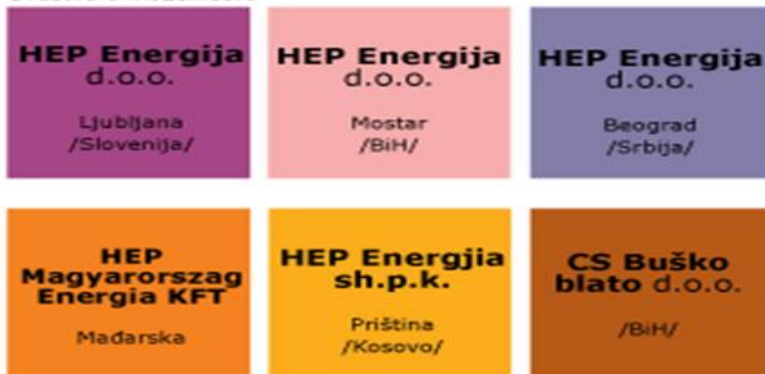 HEP Energija
d.o.o.
Ljubljana
/Slovenija/
HEP Energija
d.o.o.
Mostar
/BiH/
HEP Energija
d.o.o.
Beograd
/Srbija/
HEP
Magyarorszag
Energia KFT
Mađarska
HEP Energjia
sh.p.k.
Priština
/Kosovo/
CS Buško
blato d.o.o.
/BiH/